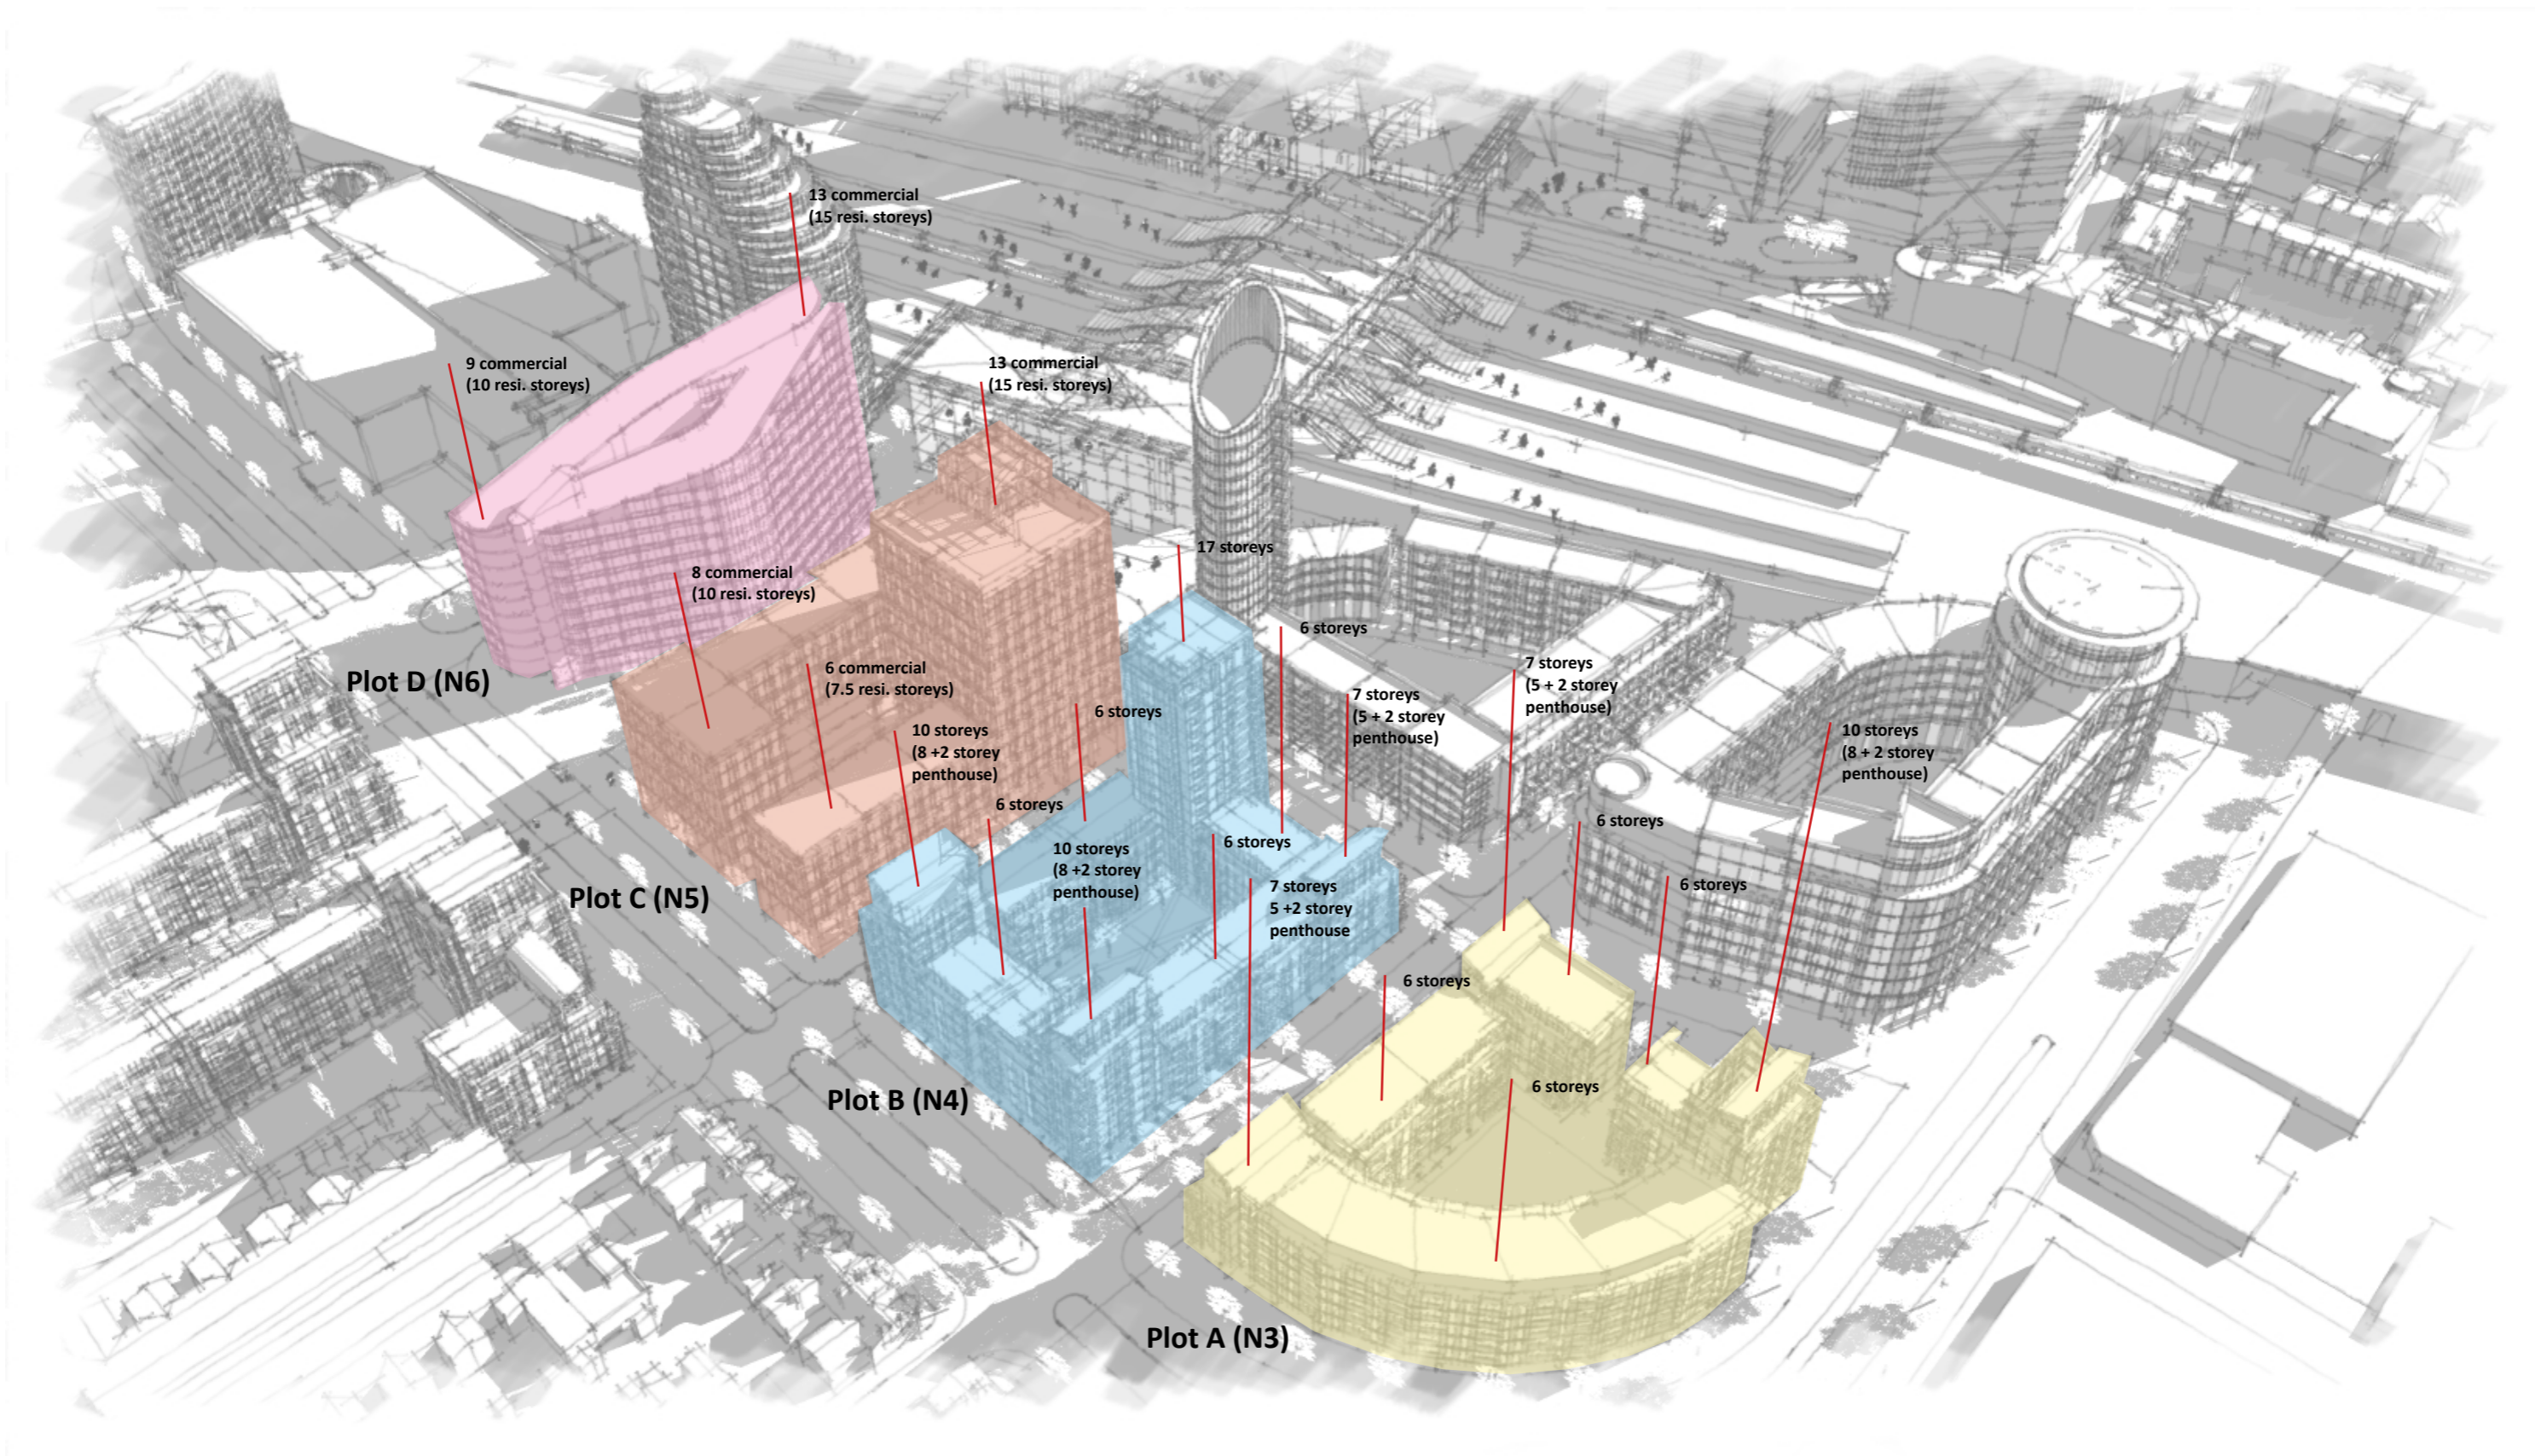 13 commercial
(15 resi. storeys)
9 commercial
(10 resi. storeys)
13 commercial
(15 resi. storeys)
17 storeys
8 commercial
(10 resi. storeys)
6 storeys
6 commercial
(7.5 resi. storeys)
7 storeys
(5 + 2 storey
penthouse)
Plot D (N6)
7 storeys
(5 + 2 storey
penthouse)
6 storeys
10 storeys
(8 +2 storey
penthouse)
10 storeys
(8 + 2 storey
penthouse)
6 storeys
6 storeys
6 storeys
10 storeys
(8 +2 storey
penthouse)
7 storeys
5 +2 storey
penthouse
6 storeys
Plot C (N5)
6 storeys
6 storeys
Plot B (N4)
Plot A (N3)